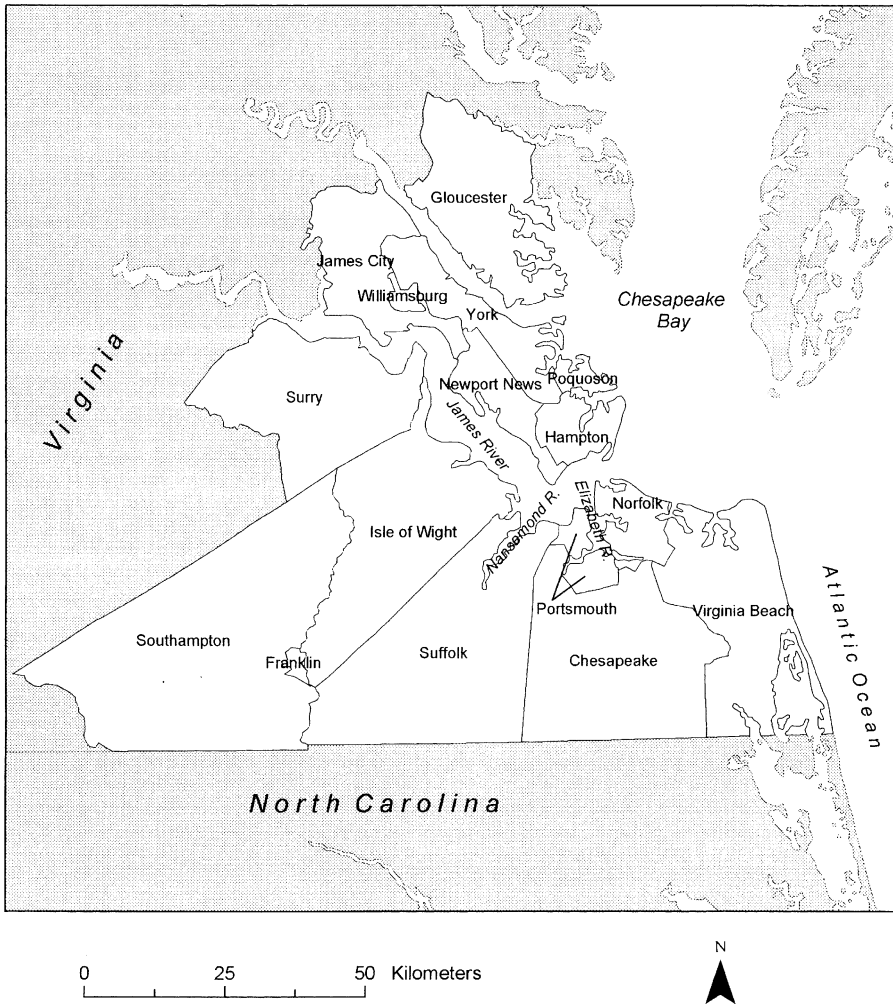 Gloucester
James City
Williamsburg
York
Chesapeake
Bay
Virginia
Surry
Newport News
Poquoson
James River
Hampton
Isle of Wight
Nansemond R.
Elizabeth R.
Norfolk
Portsmouth
Virginia Beach
Atlantic Ocean
Southampton
Franklin
Suffolk
Chesapeake
North Carolina
0 25 50 Kilometers
N